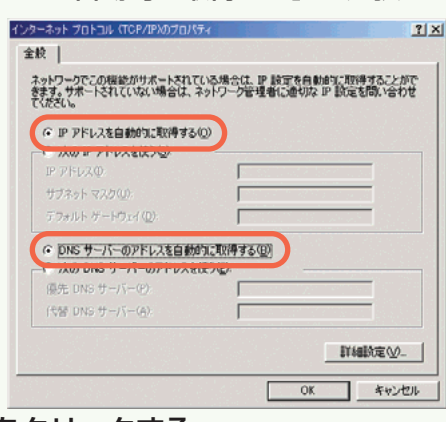 インターネット プロトコル (TCP/IP)のプロパティ
? ×
全般
ネットワークでこの機能がサポートされている場合は、IP 設定を自動的に取得することがで
きます。サポートされていない場合は、ネットワーク管理者に適切な IP 設定を問い合わせ
てください。
IP アドレスを自動的に取得する(O)
次の IP アドレスを使う(S):
IP アドレス(I):
サブネット マスク(U):
デフォルト ゲートウェイ(D):
DNS サーバーのアドレスを自動的に取得する(B)
次の DNS サーバーのアドレスを使う(E):
優先 DNS サーバー(P):
代替 DNS サーバー(A):
詳細設定(V)...
OK キャンセル
をクリックする